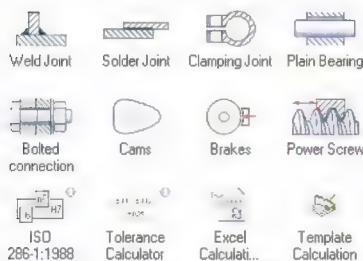 Weld Joint
Solder Joint
Clamping Joint
Plain Bearing
Bolted
connection
Cams
Brakes
Power Screw
H7
ISO
286-1:1988
Tolerance
Calculator
Excel
Calculati...
Template
Calculation